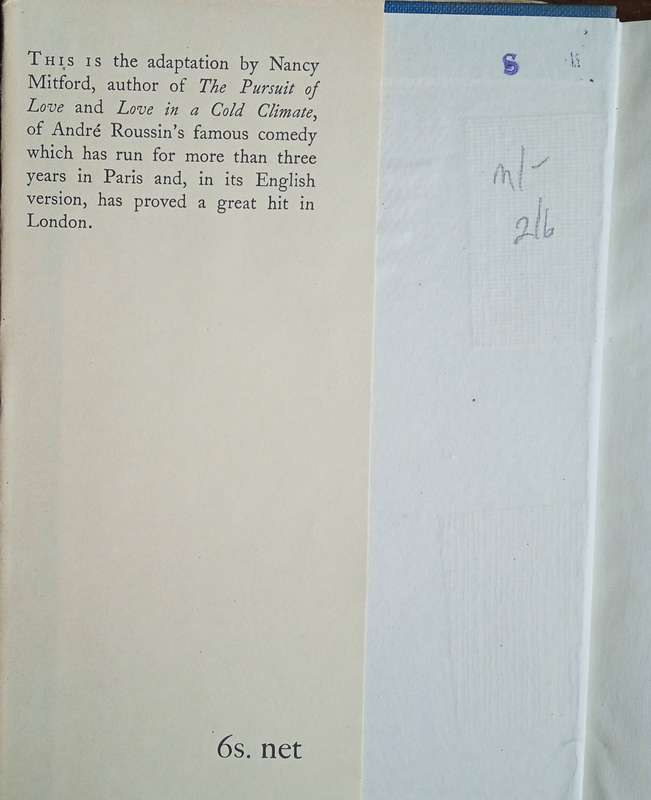 THIS IS the adaptation by Nancy
Mitford, author of The Pursuit of
Love and Love in a Cold Climate,
of André Roussin's famous comedy
which has run for more than three
years in Paris and, in its English
version, has proved a great hit in
London.
6s. net
S
n/-
2/6